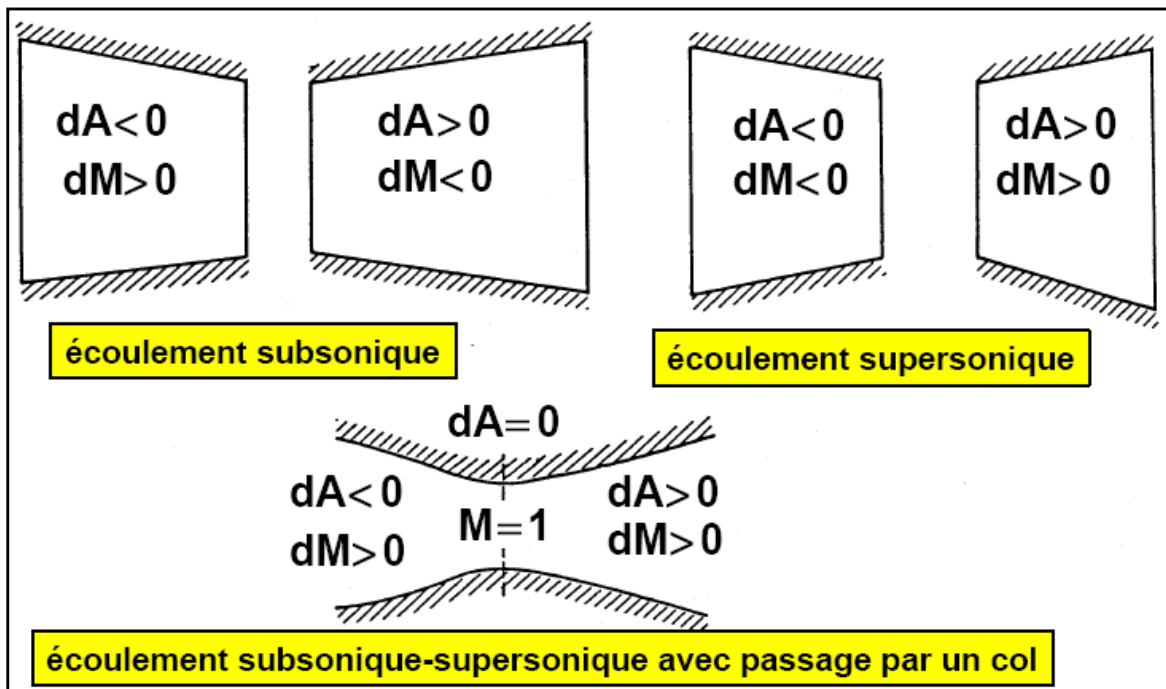 dA<0
dM>0
dA>0
dM<0
dA<0
dM<0
dA>0
dM>0
écoulement subsonique
écoulement supersonique
dA=0
dA<0
dM>0
M=1
dA>0
dM>0
écoulement subsonique-supersonique avec passage par un col